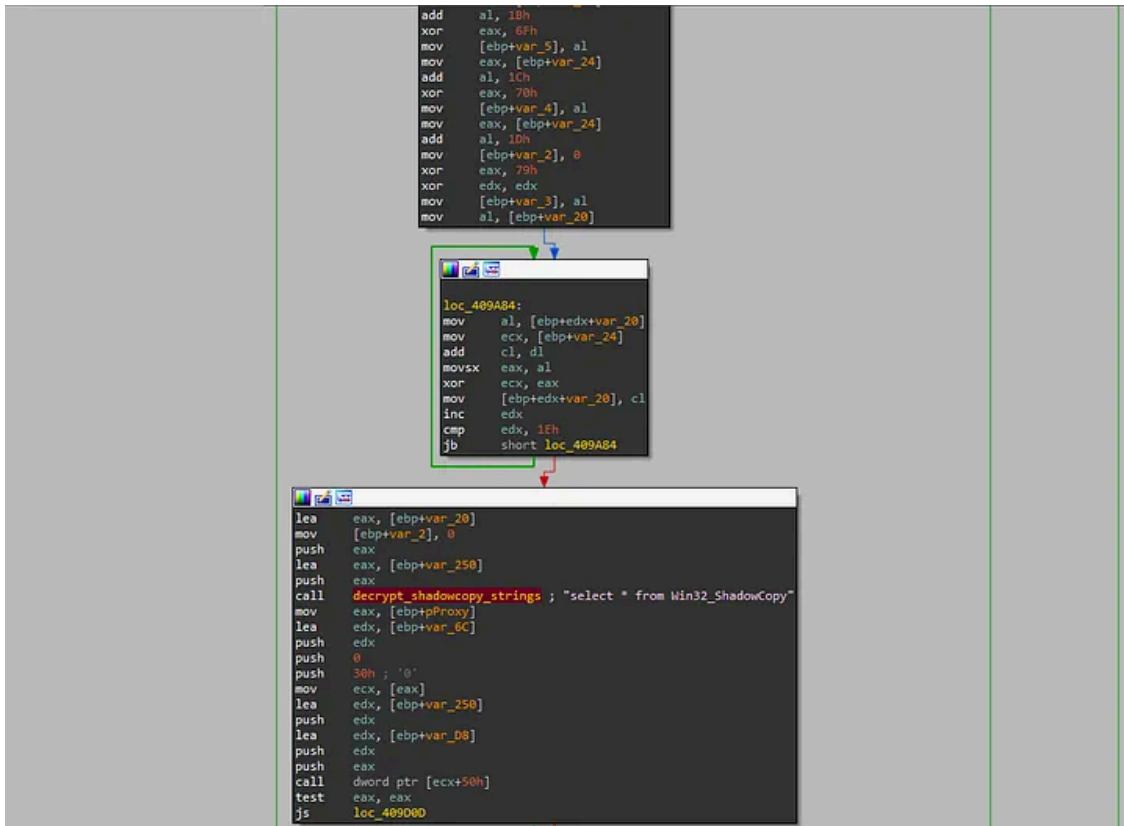 add al, 1Bh
xor eax, 6Fh
mov [ebp+var_5], al
mov eax, [ebp+var_24]
add al, 1Ch
xor eax, 70h
mov [ebp+var_4], al
mov eax, [ebp+var_24]
add al, 1Dh
mov [ebp+var_2], 0
xor eax, 79h
xor edx, edx
mov [ebp+var_3], al
mov al, [ebp+var_20]
loc_409A84:
mov al, [ebp+edx+var_20]
mov ecx, [ebp+var_24]
add cl, dl
movsx eax, al
xor ecx, eax
mov [ebp+edx+var_20], cl
inc edx
cmp edx, 1Eh
jb short loc_409A84
lea eax, [ebp+var_20]
mov [ebp+var_2], 0
push eax
lea eax, [ebp+var_250]
push eax
call decrypt_shadowcopy_strings ; "select * from Win32_ShadowCopy"
mov eax, [ebp+pProxy]
lea edx, [ebp+var_6C]
push edx
push 0
push 30h ; '0'
mov ecx, [eax]
lea edx, [ebp+var_250]
push edx
lea edx, [ebp+var_D8]
push edx
push eax
call dword ptr [ecx+50h]
test eax, eax
js loc_409D0D